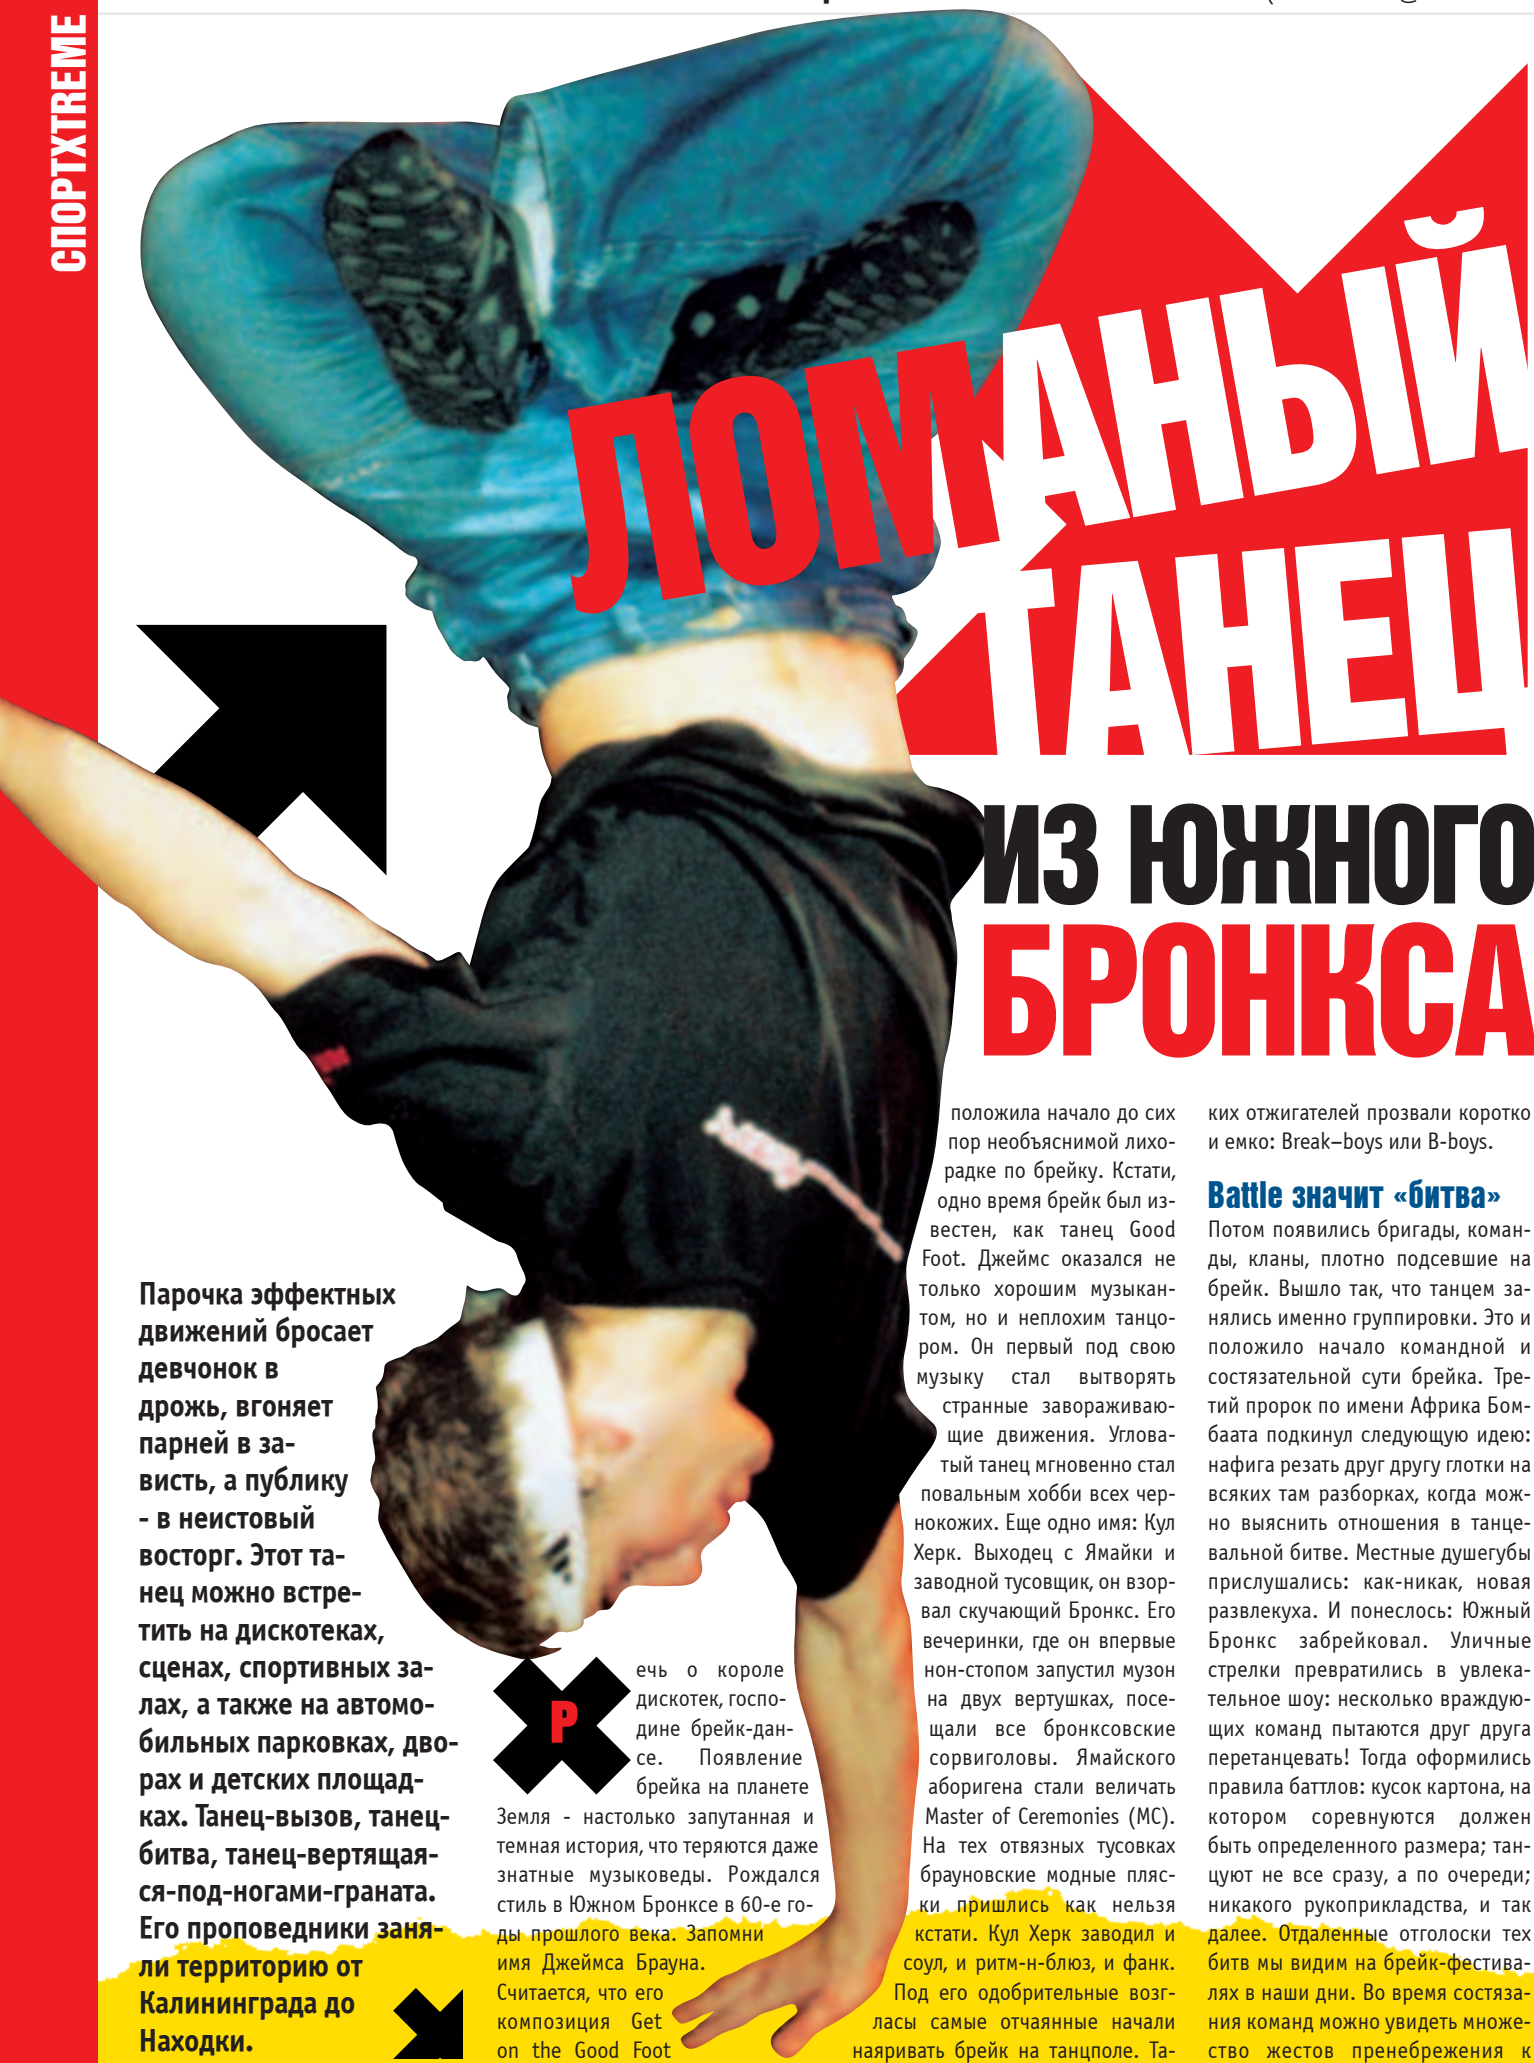 СПОРТXTREME
ЛОМАНЫЙ
ТАНЕЦ
ИЗ ЮЖНОГО
БРОНКСА
Парочка эффектных
движений бросает
девчонок в
дрожь, вгоняет
парней в за-
висть, а публику
- в неистовый
восторг. Этот та-
нец можно встре-
тить на дискотеках,
сценах, спортивных за-
лах, а также на автомо-
бильных парковках, дво-
рах и детских площад-
ках. Танец-вызов, танец-
битва, танец-вертящая-
ся-под-ногами-граната.
Его проповедники заня-
ли территорию от
Калининграда до
Находки.
Р
ечь о короле
дискотек, госпо-
дине брейк-дан-
се. Появление
брейка на планете
Земля - настолько запутанная и
темная история, что теряются даже
знатные музыковеды. Рождался
стиль в Южном Бронксе в 60-е го-
ды прошлого века. Запомни
имя Джеймса Брауна.
Считается, что его
композиция Get
on the Good Foot
положила начало до сих
пор необъяснимой лихо-
радке по брейку. Кстати,
одно время брейк был из-
вестен, как танец Good
Foot. Джеймс оказался не
только хорошим музыкан-
том, но и неплохим танцо-
ром. Он первый под свою
музыку стал вытворять
странные завораживаю-
щие движения. Углова-
тый танец мгновенно стал
повальным хобби всех чер-
нокожих. Еще одно имя: Кул
Херк. Выходец с Ямайки и
заводной тусовщик, он взор-
вал скучающий Бронкс. Его
вечеринки, где он впервые
нон-стопом запустил музон
на двух вертушках, посе-
щали все бронксовские
сорвиголовы. Ямайского
аборигена стали величать
Master of Ceremonies (MC).
На тех отвязных тусовках
брауновские модные пляс-
ки пришлись как нельзя
кстати. Кул Херк заводил и
соул, и ритм-н-блюз, и фанк.
Под его одобрительные возг-
ласы самые отчаянные начали
наяривать брейк на танцполе. Та-
ких отжигателей прозвали коротко
и емко: Break–boys или B-boys.
Battle значит «битва»
Потом появились бригады, коман-
ды, кланы, плотно подсевшие на
брейк. Вышло так, что танцем за-
нялись именно группировки. Это и
положило начало командной и
состязательной сути брейка. Тре-
тий пророк по имени Африка Бом-
баата подкинул следующую идею:
нафига резать друг другу глотки на
всяких там разборках, когда мож-
но выяснить отношения в танце-
вальной битве. Местные душегубы
прислушались: как-никак, новая
развлекуха. И понеслось: Южный
Бронкс забрейковал. Уличные
стрелки превратились в увлека-
тельное шоу: несколько враждую-
щих команд пытаются друг друга
перетанцевать! Тогда оформились
правила баттлов: кусок картона, на
котором соревнуются должен
быть определенного размера; тан-
цуют не все сразу, а по очереди;
никакого рукоприкладства, и так
далее. Отдаленные отголоски тех
битв мы видим на брейк-фестива-
лях в наши дни. Во время состяза-
ния команд можно увидеть множе-
ство жестов пренебрежения к